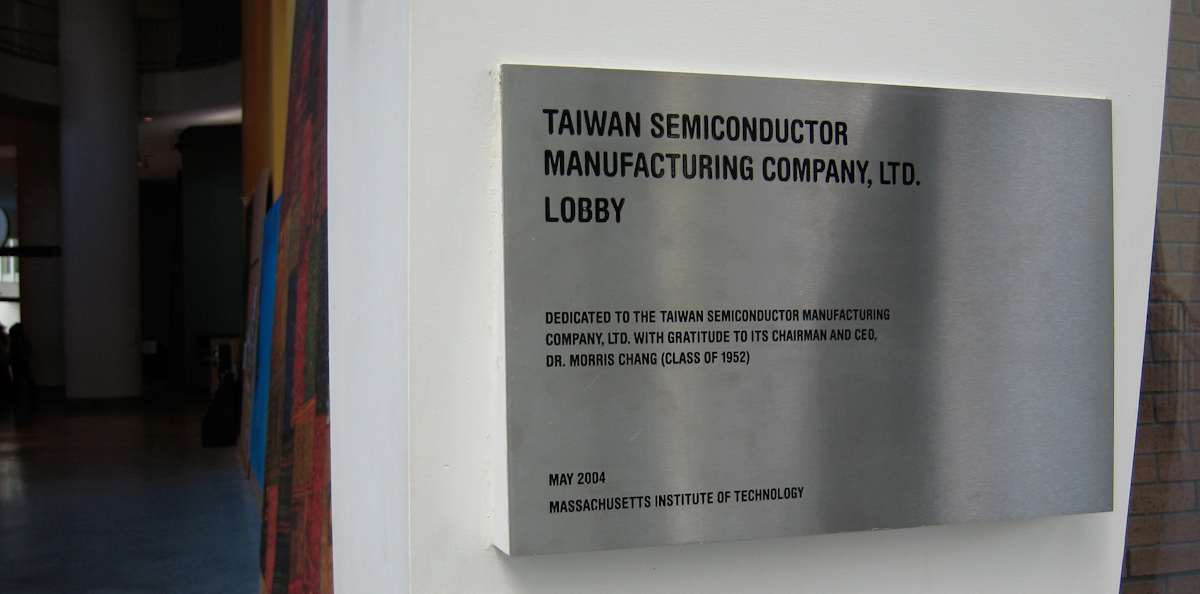 TAIWAN SEMICONDUCTOR
MANUFACTURING COMPANY, LTD.
LOBBY
DEDICATED TO THE TAIWAN SEMICONDUCTOR MANUFACTURING
COMPANY, LTD. WITH GRATITUDE TO ITS CHAIRMAN AND CEO,
DR. MORRIS CHANG (CLASS OF 1952)
MAY 2004
MASSACHUSETTS INSTITUTE OF TECHNOLOGY